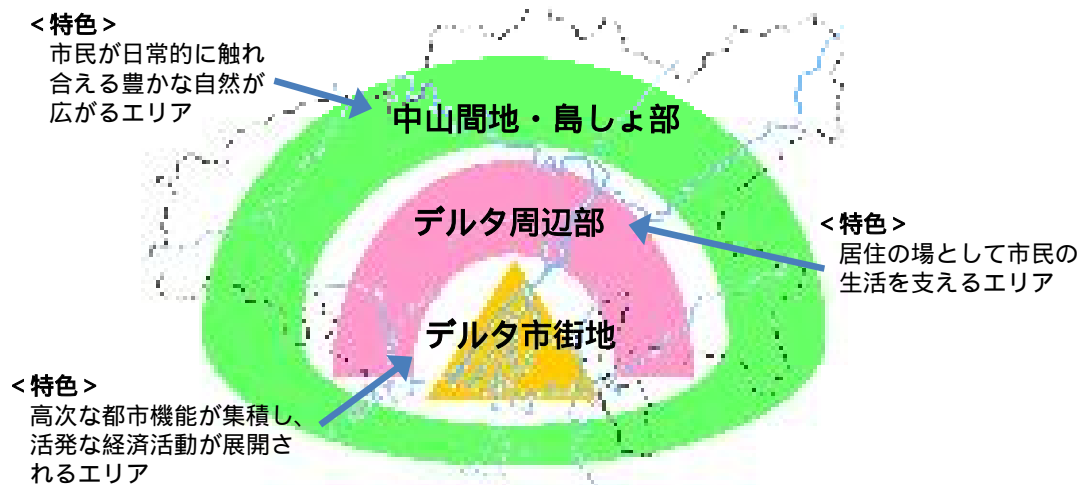 <特色>
市民が日常的に触れ
合える豊かな自然が
広がるエリア
中山間地・島しょ部
デルタ周辺部
<特色>
居住の場として市民の
生活を支えるエリア
デルタ市街地
<特色>
高次な都市機能が集積し、
活発な経済活動が展開さ
れるエリア